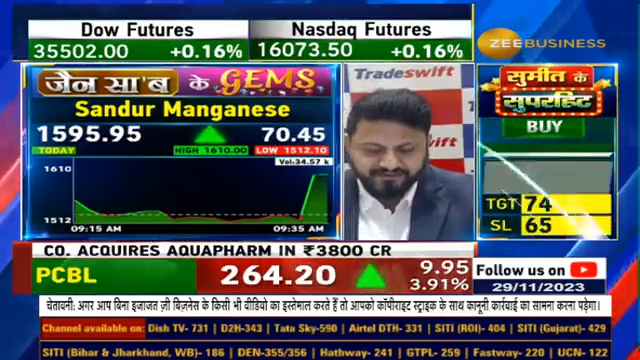 Dow Futures
35502.00 +0.16%
Nasdaq Futures
16073.50 +0.16%
ZEE BUSINESS
जैन सा'ब के GEMS
Sandur Manganese
1595.95 70.45
TODAY HIGH 1610.00 LOW 1512.10
Vol:34.57 k
1610
1512
09:15 AM 09:35 AM
Tradeswift
swift
सुमीत के
सुपरहिट
BUY
TGT 74
SL 65
CO. ACQUIRES AQUAPHARM IN ₹3800 CR
PCBL 264.20 9.95
3.91%
Follow us on
29/11/2023
चेतावनी: अगर आप बिना इजाजत ज़ी बिज़नेस के किसी भी वीडियो का इस्तेमाल करते हैं तो आपको कॉपीराइट स्ट्राइक के साथ कानूनी कार्रवाई का सामना करना पड़ेगा।
Channel available on: Dish TV- 731 | D2H-343 | Tata Sky-590 | Airtel DTH- 331 | SITI (ROI) - 404 | SITI (Gujarat)- 429
SITI (Bihar & Jharkhand, WB)- 186 | DEN-355/356 | Hathway- 241 | GTPL- 259 | Fastway- 220 | UCN- 122